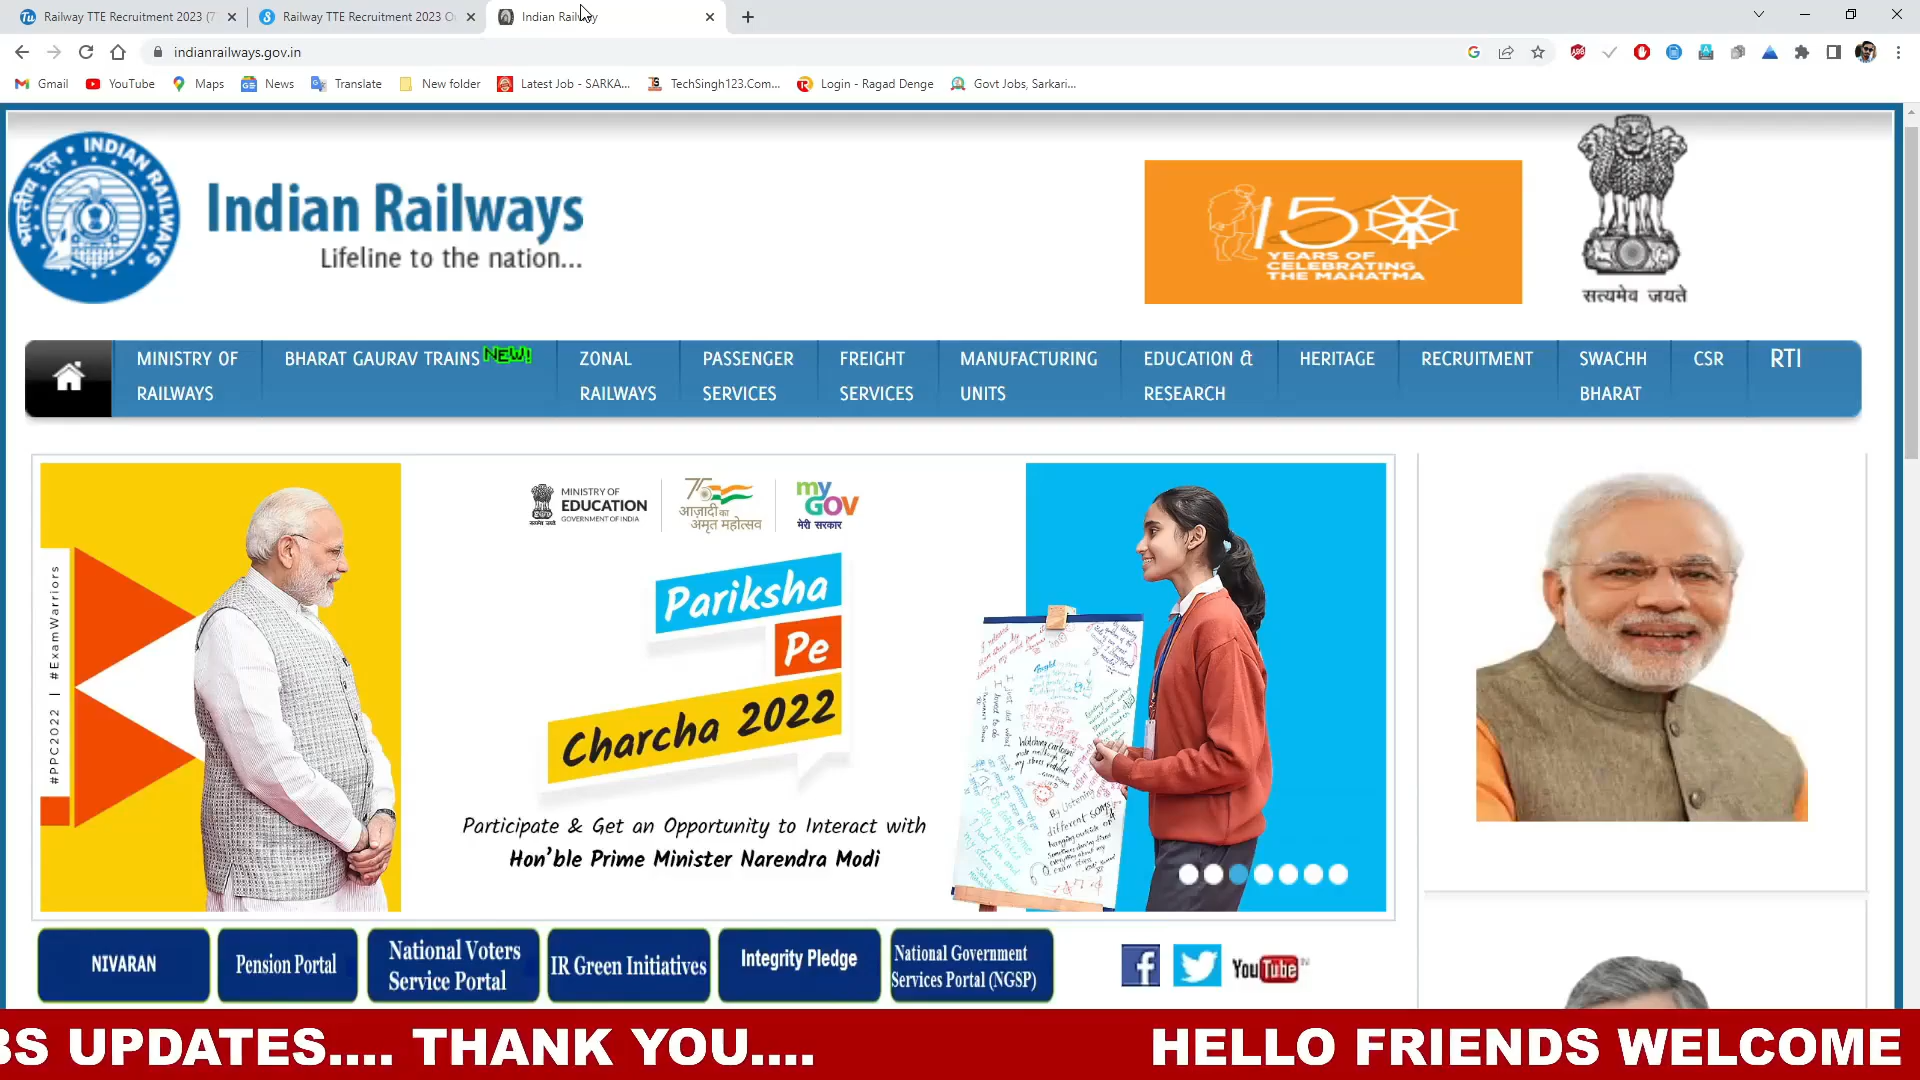 Railway TTE Recruitment 2023 (7
Railway TTE Recruitment 2023 O
Indian Railway
indianrailways.gov.in
Gmail
YouTube
Maps
News
Translate
New folder
Latest Job - SARKA...
TechSingh123.Com...
Login - Ragad Denge
Govt Jobs, Sarkari...
भारतीय रेल • INDIAN RAILWAYS
Indian Railways
Lifeline to the nation...
150
YEARS OF
CELEBRATING
THE MAHATMA
सत्यमेव जयते
MINISTRY OF RAILWAYS
BHARAT GAURAV TRAINS NEW!
ZONAL RAILWAYS
PASSENGER SERVICES
FREIGHT SERVICES
MANUFACTURING UNITS
EDUCATION & RESEARCH
HERITAGE
RECRUITMENT
SWACHH BHARAT
CSR
RTI
#PPC2022 | #ExamWarriors
MINISTRY OF
EDUCATION
GOVERNMENT OF INDIA
75
आज़ादी का
अमृत महोत्सव
my
GOV
मेरी सरकार
Pariksha
Pe
Charcha 2022
Participate & Get an Opportunity to Interact with
Hon'ble Prime Minister Narendra Modi
NIVARAN
Pension Portal
National Voters
Service Portal
IR Green Initiatives
Integrity Pledge
National Government
Services Portal (NGSP)
YouTube
BS UPDATES.... THANK YOU....
HELLO FRIENDS WELCOME